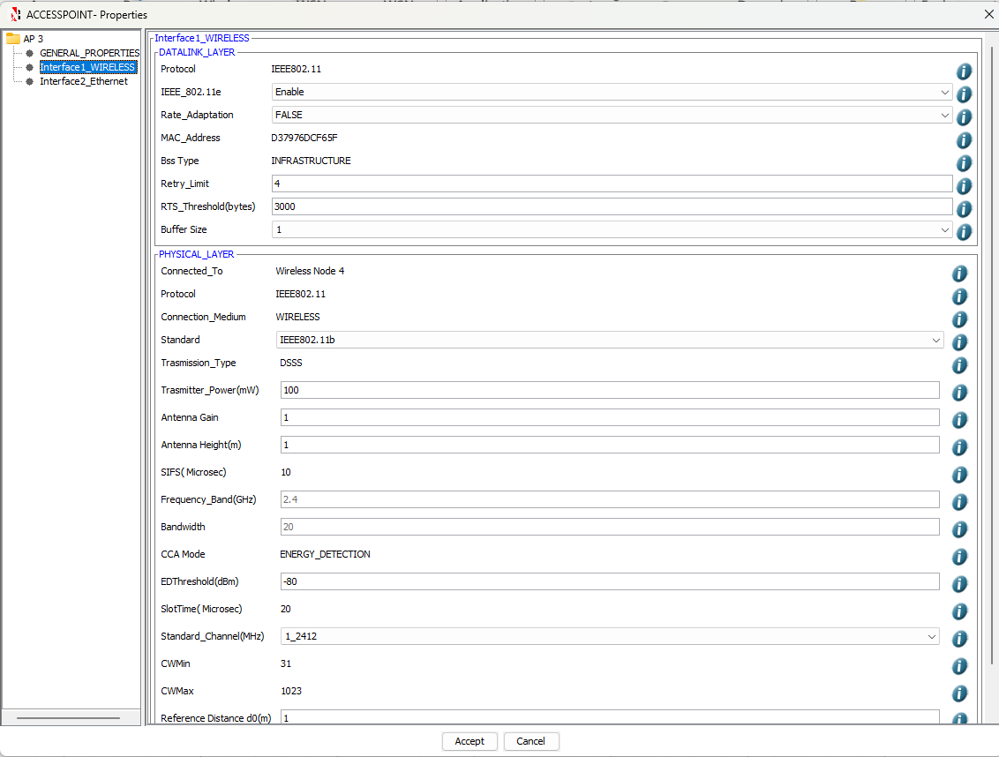 ACCESSPOINT- Properties
AP 3
GENERAL_PROPERTIES
Interface1_WIRELESS
Interface2_Ethernet
Interface1_WIRELESS
DATALINK_LAYER
Protocol IEEE802.11
IEEE_802.11e Enable
Rate_Adaptation FALSE
MAC_Address D37976DCF65F
Bss Type INFRASTRUCTURE
Retry_Limit 4
RTS_Threshold(bytes) 3000
Buffer Size 1
PHYSICAL_LAYER
Connected_To Wireless Node 4
Protocol IEEE802.11
Connection_Medium WIRELESS
Standard IEEE802.11b
Trasmission_Type DSSS
Trasmitter_Power(mW) 100
Antenna Gain 1
Antenna Height(m) 1
SIFS( Microsec) 10
Frequency_Band(GHz) 2.4
Bandwidth 20
CCA Mode ENERGY_DETECTION
EDThreshold(dBm) -80
SlotTime( Microsec) 20
Standard_Channel(MHz) 1_2412
CWMin 31
CWMax 1023
Reference Distance d0(m) 1
Accept Cancel